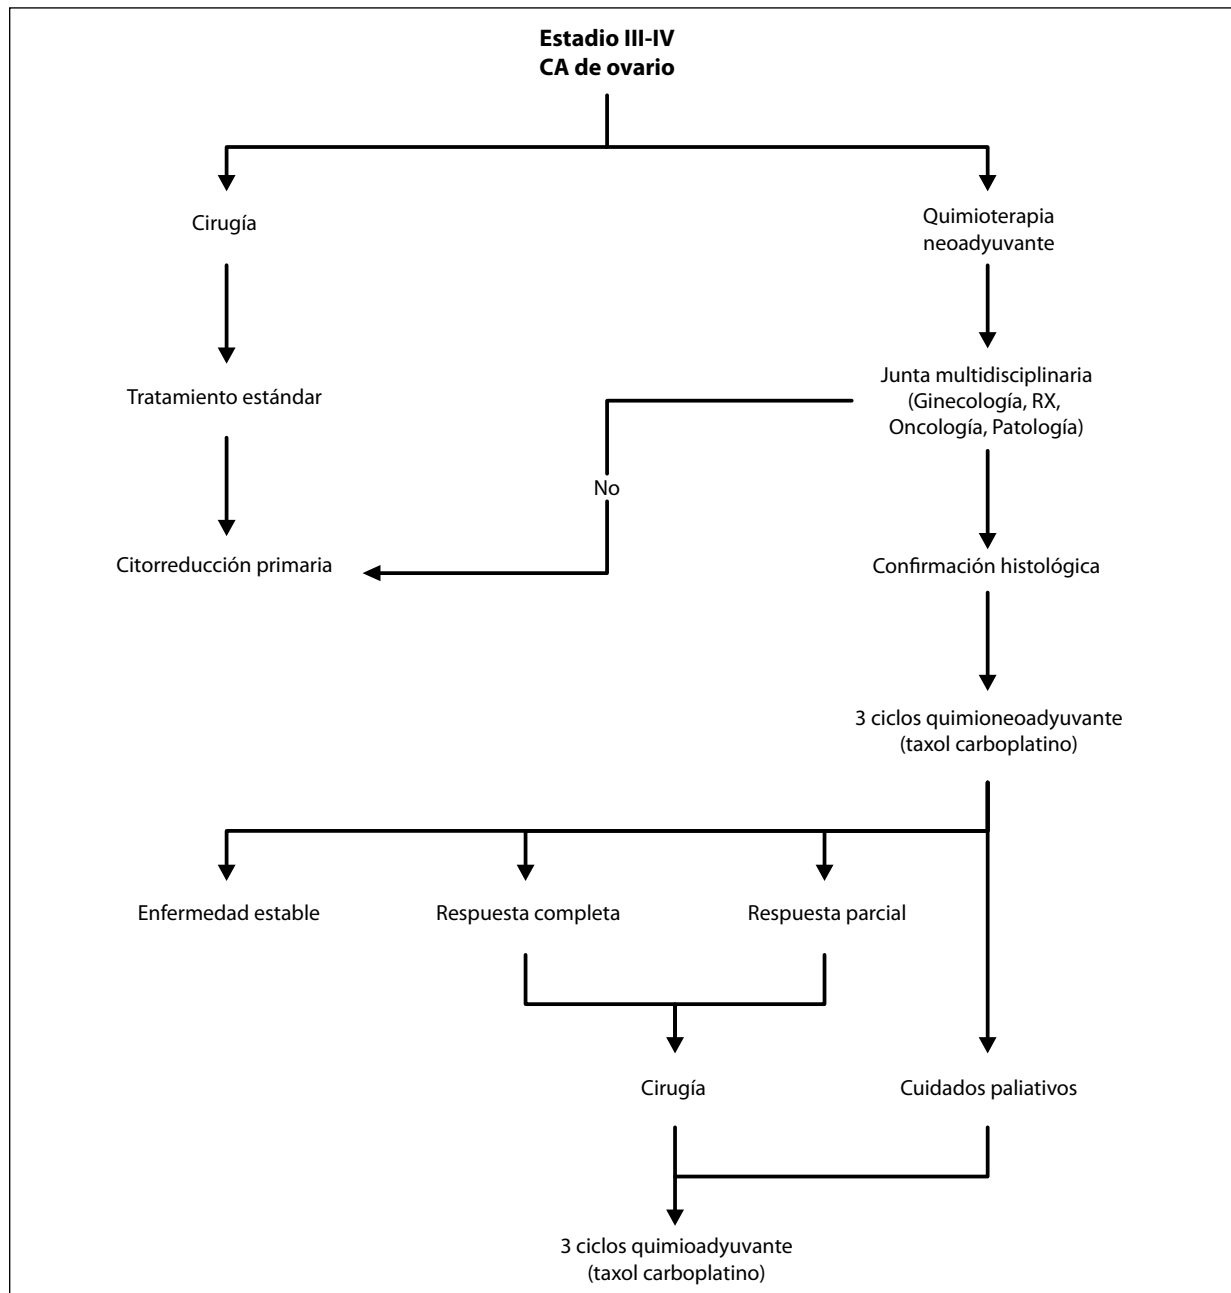 Estadio III-IV
CA de ovario
Cirugía
Quimioterapia
neoadyuvante
Tratamiento estándar
Junta multidisciplinaria
(Ginecología, RX,
Oncología, Patología)
No
Citorreducción primaria
Confirmación histológica
3 ciclos quimioneoadyuvante
(taxol carboplatino)
Enfermedad estable
Respuesta completa
Respuesta parcial
Cirugía
Cuidados paliativos
3 ciclos quimioadyuvante
(taxol carboplatino)